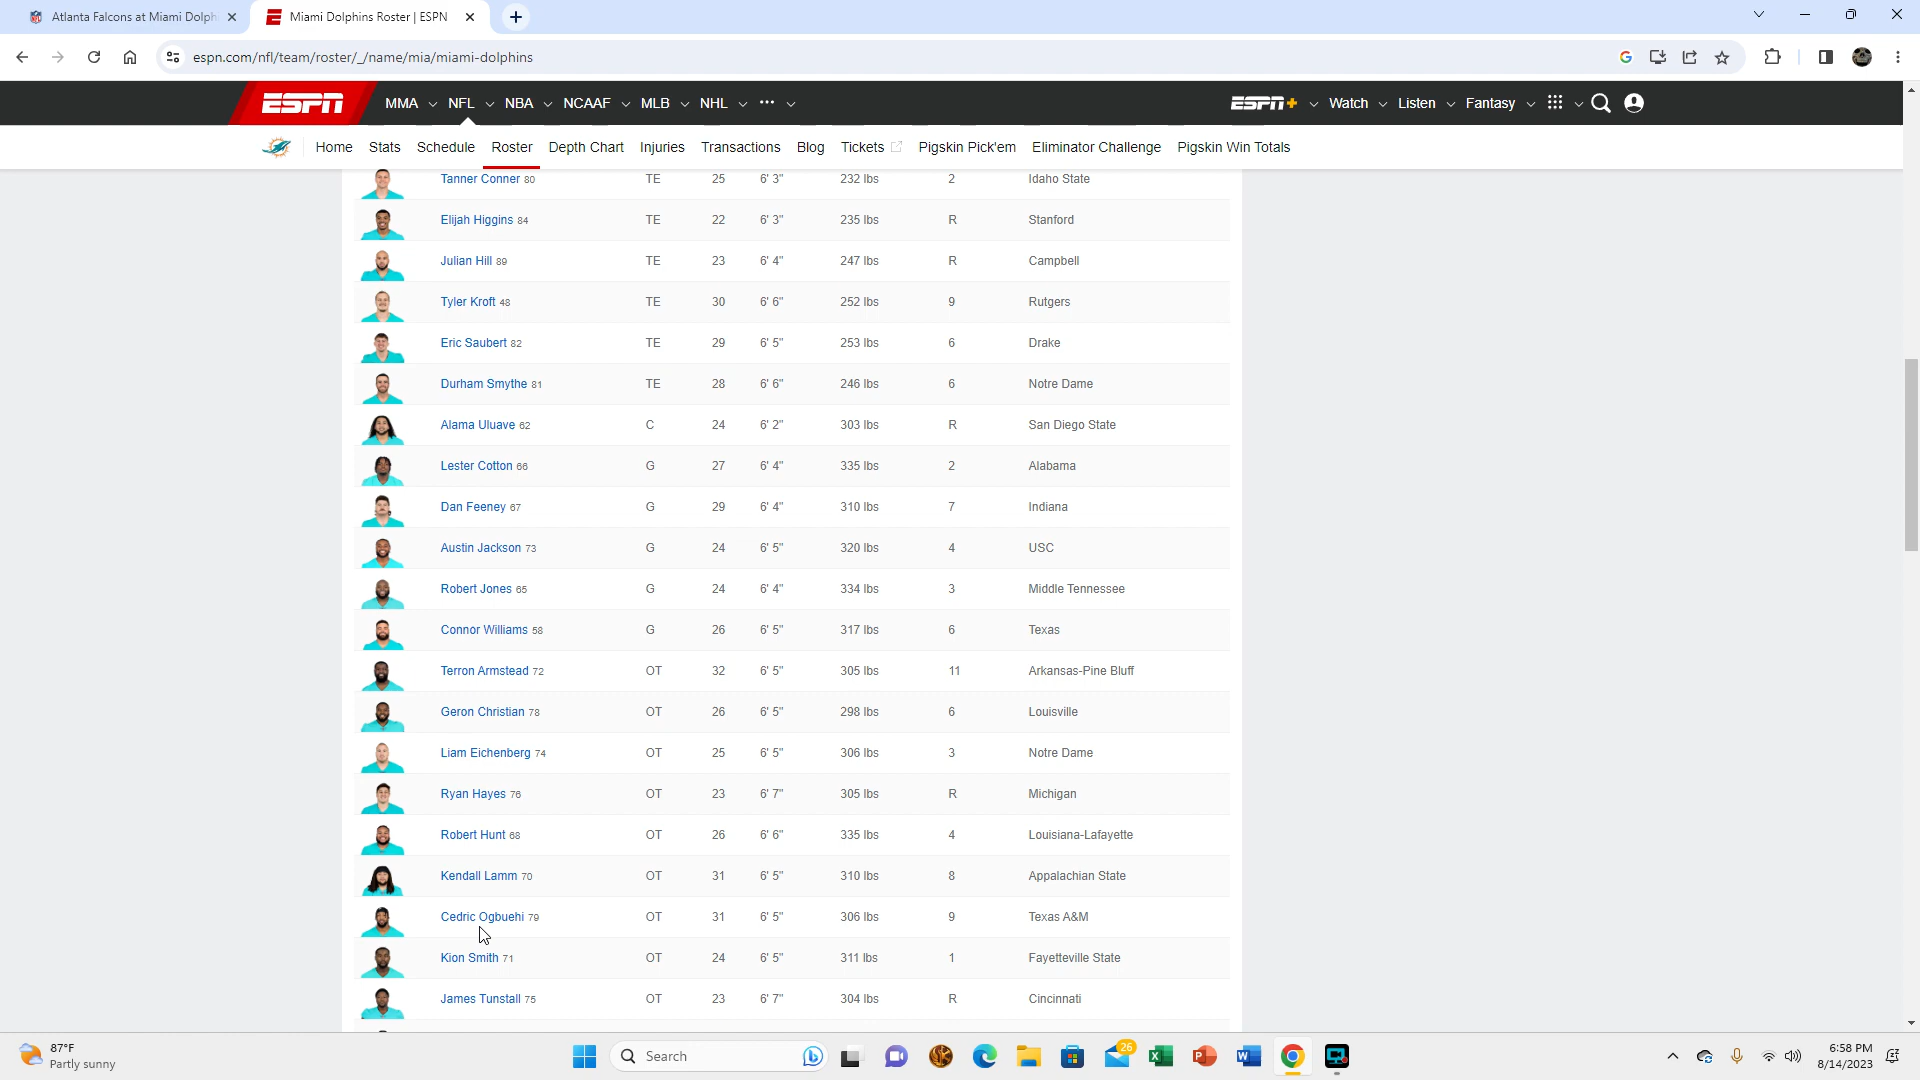 Atlanta Falcons at Miami Dolph
Miami Dolphins Roster | ESPN
espn.com/nfl/team/roster/_/name/mia/miami-dolphins
ESPN MMA NFL NBA NCAAF MLB NHL ESPN+ Watch Listen Fantasy
Home Stats Schedule Roster Depth Chart Injuries Transactions Blog Tickets Pigskin Pick'em Eliminator Challenge Pigskin Win Totals
Tanner Conner 80 TE 25 6' 3" 232 lbs 2 Idaho State
Elijah Higgins 84 TE 22 6' 3" 235 lbs R Stanford
Julian Hill 89 TE 23 6' 4" 247 lbs R Campbell
Tyler Kroft 48 TE 30 6' 6" 252 lbs 9 Rutgers
Eric Saubert 82 TE 29 6' 5" 253 lbs 6 Drake
Durham Smythe 81 TE 28 6' 6" 246 lbs 6 Notre Dame
Alama Uluave 62 C 24 6' 2" 303 lbs R San Diego State
Lester Cotton 66 G 27 6' 4" 335 lbs 2 Alabama
Dan Feeney 67 G 29 6' 4" 310 lbs 7 Indiana
Austin Jackson 73 G 24 6' 5" 320 lbs 4 USC
Robert Jones 65 G 24 6' 4" 334 lbs 3 Middle Tennessee
Connor Williams 58 G 26 6' 5" 317 lbs 6 Texas
Terron Armstead 72 OT 32 6' 5" 305 lbs 11 Arkansas-Pine Bluff
Geron Christian 78 OT 26 6' 5" 298 lbs 6 Louisville
Liam Eichenberg 74 OT 25 6' 5" 306 lbs 3 Notre Dame
Ryan Hayes 76 OT 23 6' 7" 305 lbs R Michigan
Robert Hunt 68 OT 26 6' 6" 335 lbs 4 Louisiana-Lafayette
Kendall Lamm 70 OT 31 6' 5" 310 lbs 8 Appalachian State
Cedric Ogbuehi 79 OT 31 6' 5" 306 lbs 9 Texas A&M
Kion Smith 71 OT 24 6' 5" 311 lbs 1 Fayetteville State
James Tunstall 75 OT 23 6' 7" 304 lbs R Cincinnati
87°F
Partly sunny
Search
26
6:58 PM
8/14/2023